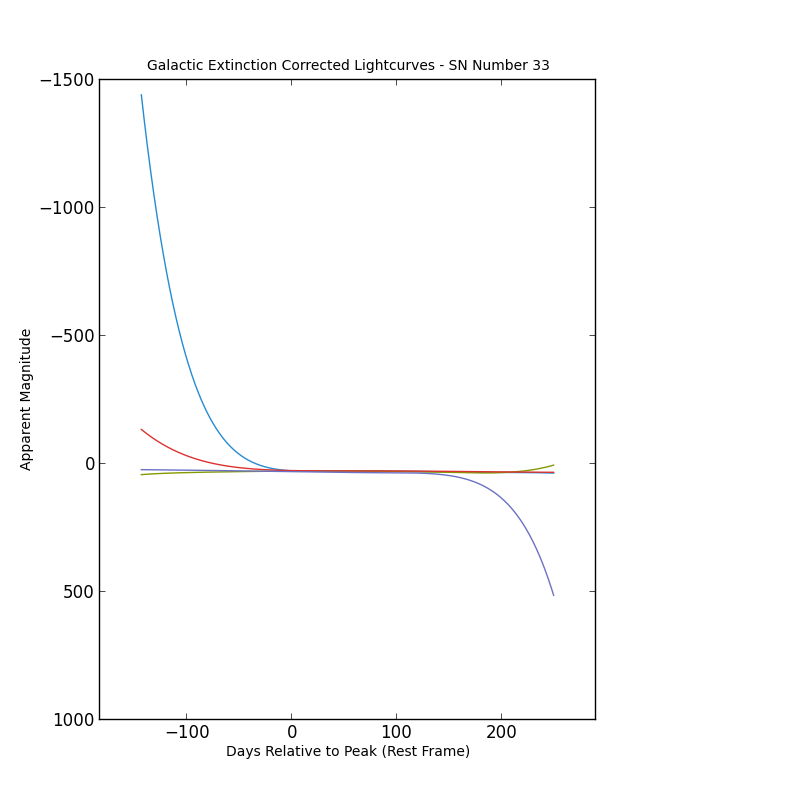 Galactic Extinction Corrected Lightcurves - SN Number 33
−1500
−1000
−500
0
500
1000
Apparent Magnitude
−100 0 100 200
Days Relative to Peak (Rest Frame)